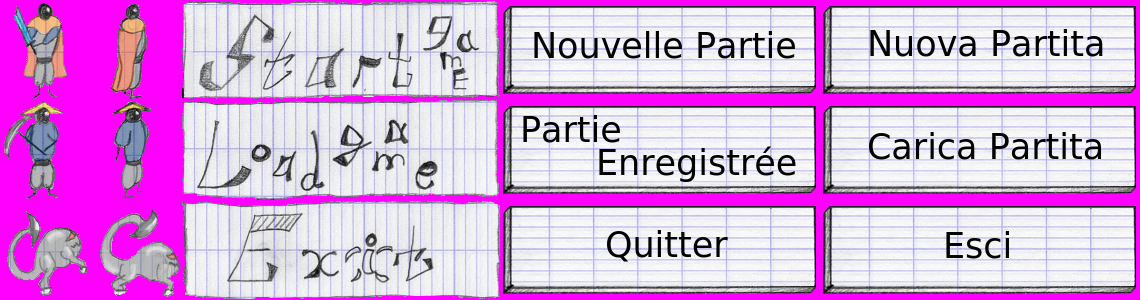 Start gamE
Nouvelle Partie
Nuova Partita
Load game
Partie
Enregistrée
Carica Partita
Exit
Quitter
Esci